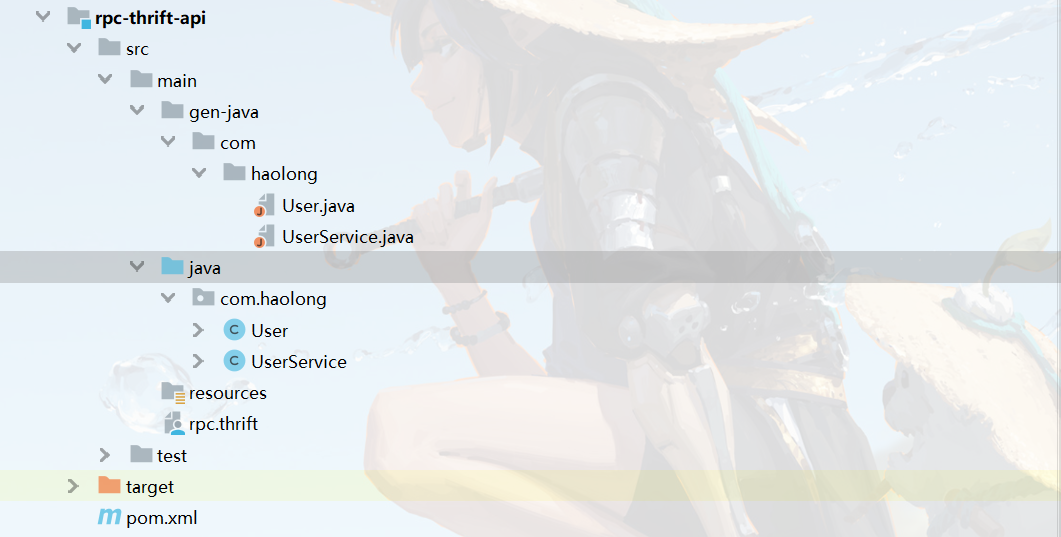 rpc-thrift-api
src
main
gen-java
com
haolong
User.java
UserService.java
java
com.haolong
User
UserService
resources
rpc.thrift
test
target
pom.xml